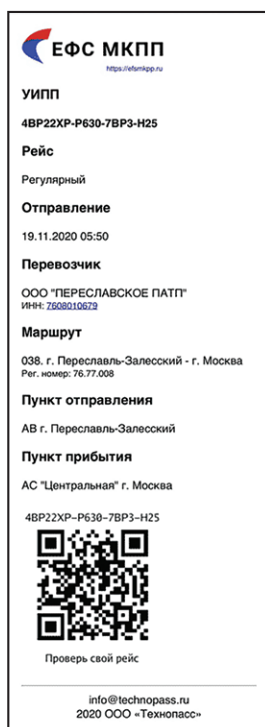 ЕФС МКПП
https://efsmkpp.ru
УИПП
4BP22XP-P630-7BP3-H25
Рейс
Регулярный
Отправление
19.11.2020 05:50
Перевозчик
ООО "ПЕРЕСЛАВСКОЕ ПАТП"
ИНН: 7608010679
Маршрут
038. г. Переславль-Залесский - г. Москва
Рег. номер: 76.77.008
Пункт отправления
АВ г. Переславль-Залесский
Пункт прибытия
АС "Центральная" г. Москва
4BP22XP-P630-7BP3-H25
Проверь свой рейс
info@technopass.ru
2020 ООО «Технопасс»